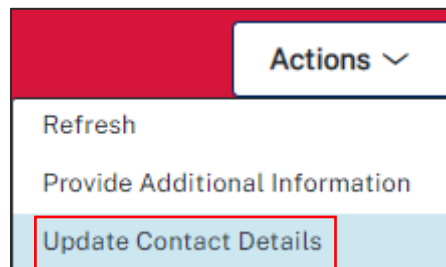 Actions
Refresh
Provide Additional Information
Update Contact Details